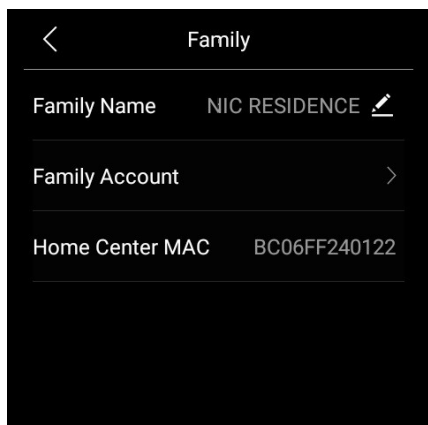 Family
Family Name NIC RESIDENCE
Family Account
Home Center MAC BC06FF240122